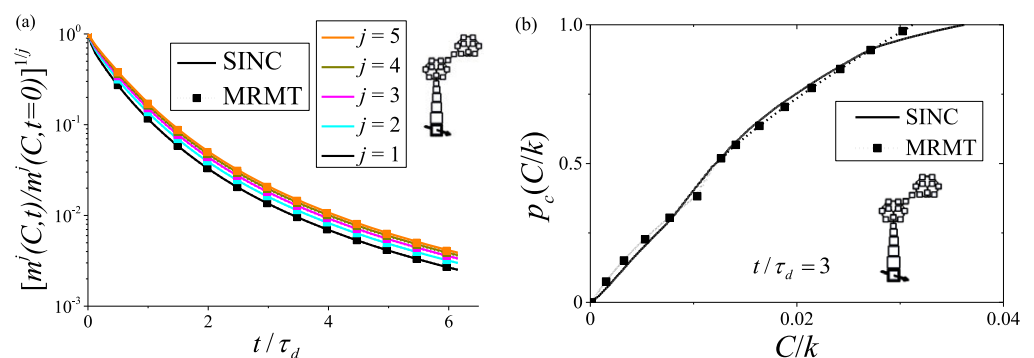 (a)
[m^j(C,t)/m^j(C,t=0)]^{1/j}
10^0
10^{-1}
10^{-2}
10^{-3}
SINC
MRMT
j = 5
j = 4
j = 3
j = 2
j = 1
0 2 4 6
t / τ_d
(b)
p_c(C/k)
1.0
0.5
0
SINC
MRMT
t/τ_d = 3
0 0.02 0.04
C/k